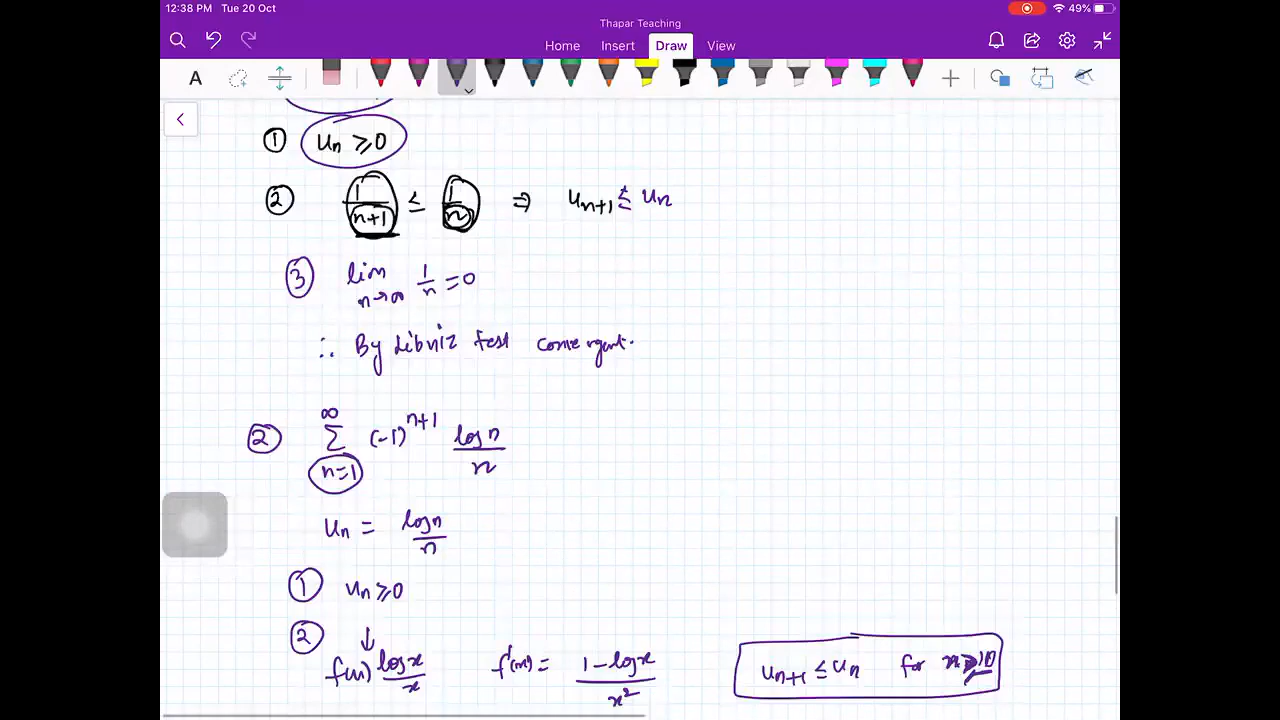 12:38 PM Tue 20 Oct
49%
Thapar Teaching
Home Insert Draw View
A
① uₙ ≥ 0
② 1/(n+1) ≤ 1/n ⇒ uₙ₊₁ ≤ uₙ
③ lim n→∞ 1/n = 0
∴ By Libniz test convergent.
② ∑ n=1 ∞ (-1)ⁿ⁺¹ log n / n
uₙ = log n / n
① uₙ ≥ 0
② ↓
f(x) log x / x f'(x) = (1 - log x) / x² uₙ₊₁ ≤ uₙ for